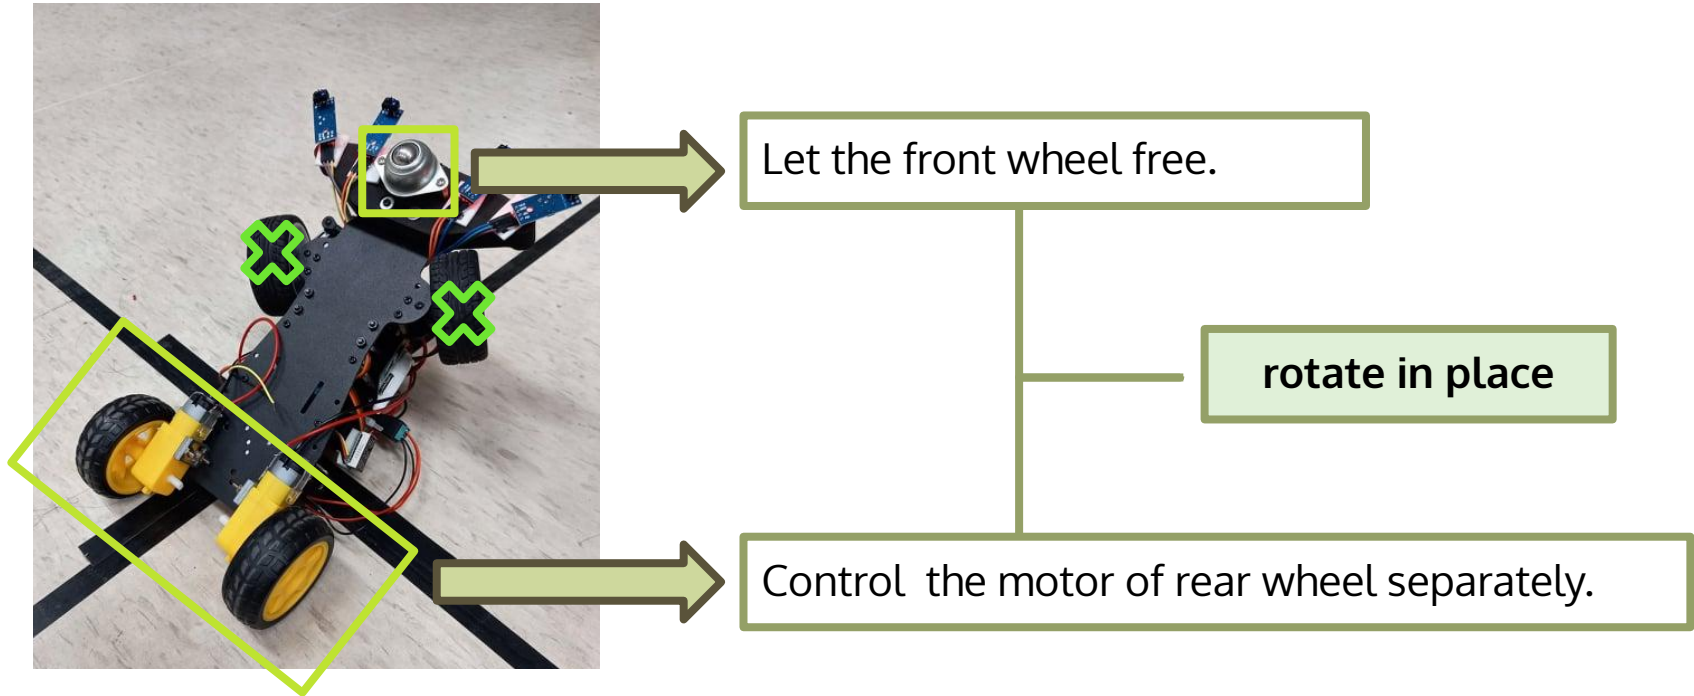 Let the front wheel free.
rotate in place
Control  the motor of rear wheel separately.